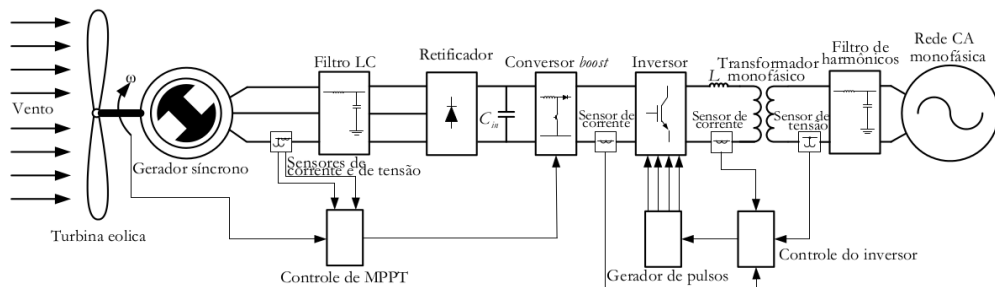 Vento
ω
Turbina eolica
Gerador síncrono
Filtro LC
Sensores de
corrente e de tensão
Controle de MPPT
Retificador
C in
Conversor boost
Sensor de
corrente
Inversor
Gerador de pulsos
L
Transformador
monofásico
Sensor de
corrente
Sensor de
tensão
Controle do inversor
Filtro de
harmônicos
Rede CA
monofásica